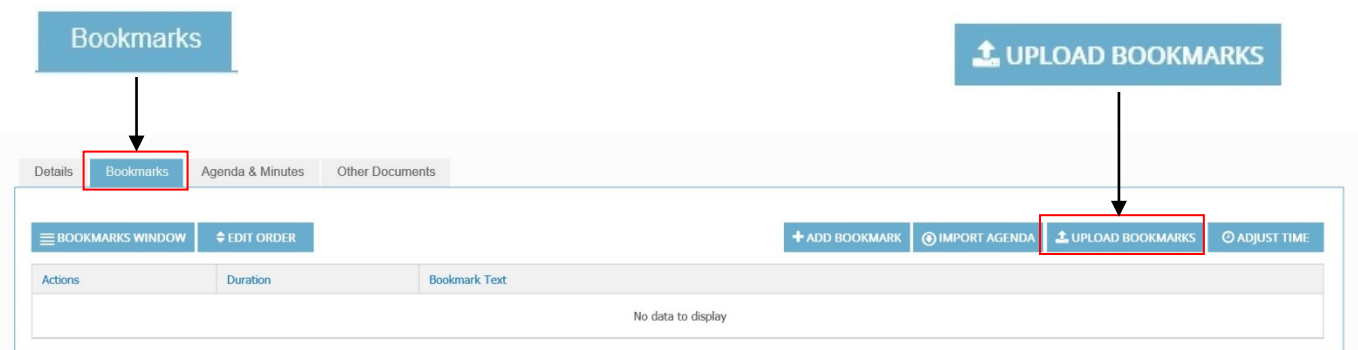 Bookmarks
UPLOAD BOOKMARKS
Details Bookmarks Agenda & Minutes Other Documents
BOOKMARKS WINDOW EDIT ORDER ADD BOOKMARK IMPORT AGENDA UPLOAD BOOKMARKS ADJUST TIME
Actions Duration Bookmark Text
No data to display